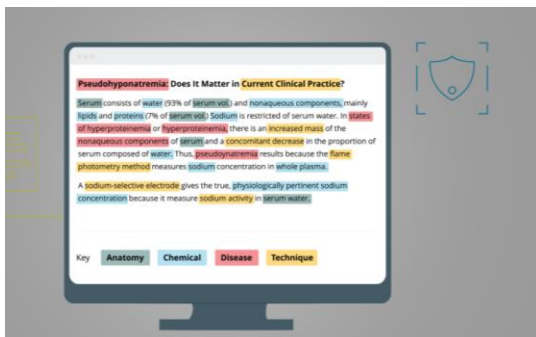 Pseudohyponatremia: Does It Matter in Current Clinical Practice?
Serum consists of water (93% of serum vol.) and nonaqueous components, mainly
lipids and proteins (7% of serum vol.) Sodium is restricted of serum water. In states
of hyperproteinemia or hyperproteinemia, there is an increased mass of the
nonaqueous components of serum and a concomitant decrease in the proportion of
serum composed of water. Thus, pseudoynatremia results because the flame
photometry method measures sodium concentration in whole plasma.
A sodium-selective electrode gives the true, physiologically pertinent sodium
concentration because it measure sodium activity in serum water.
Key Anatomy Chemical Disease Technique